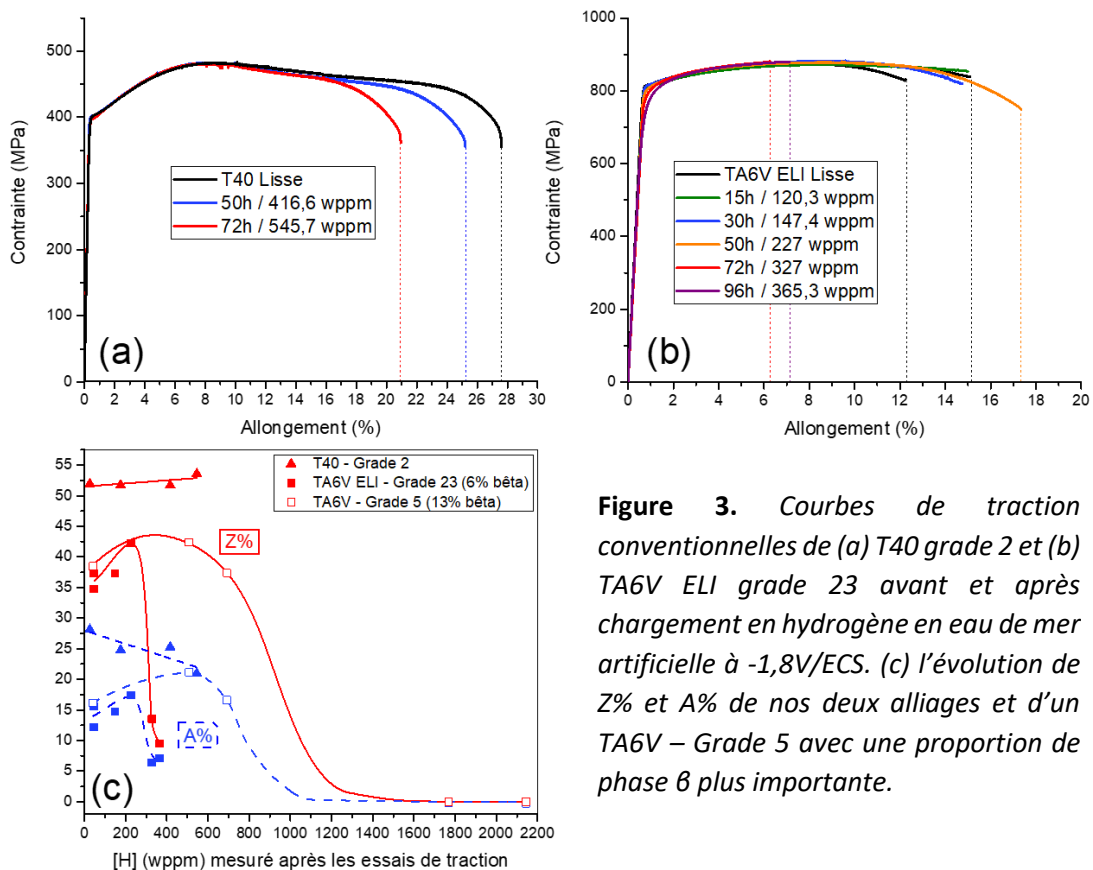 500
400
300
200
100
0
Contrainte (MPa)
T40 Lisse
50h / 416,6 wppm
72h / 545,7 wppm
(a)
0 2 4 6 8 10 12 14 16 18 20 22 24 26 28 30
Allongement (%)
1000
800
600
400
200
0
Contrainte (MPa)
TA6V ELI Lisse
15h / 120,3 wppm
30h / 147,4 wppm
50h / 227 wppm
72h / 327 wppm
96h / 365,3 wppm
(b)
0 2 4 6 8 10 12 14 16 18 20
Allongement (%)
55
50
45
40
35
30
25
20
15
10
5
0
T40 - Grade 2
TA6V ELI - Grade 23 (6% bêta)
TA6V - Grade 5 (13% bêta)
Z%
A%
(c)
0 200 400 600 800 1000 1200 1400 1600 1800 2000 2200
[H] (wppm) mesuré après les essais de traction
Figure 3. Courbes de traction
conventionnelles de (a) T40 grade 2 et (b)
TA6V ELI grade 23 avant et après
chargement en hydrogène en eau de mer
artificielle à -1,8V/ECS. (c) l’évolution de
Z% et A% de nos deux alliages et d’un
TA6V – Grade 5 avec une proportion de
phase β plus importante.